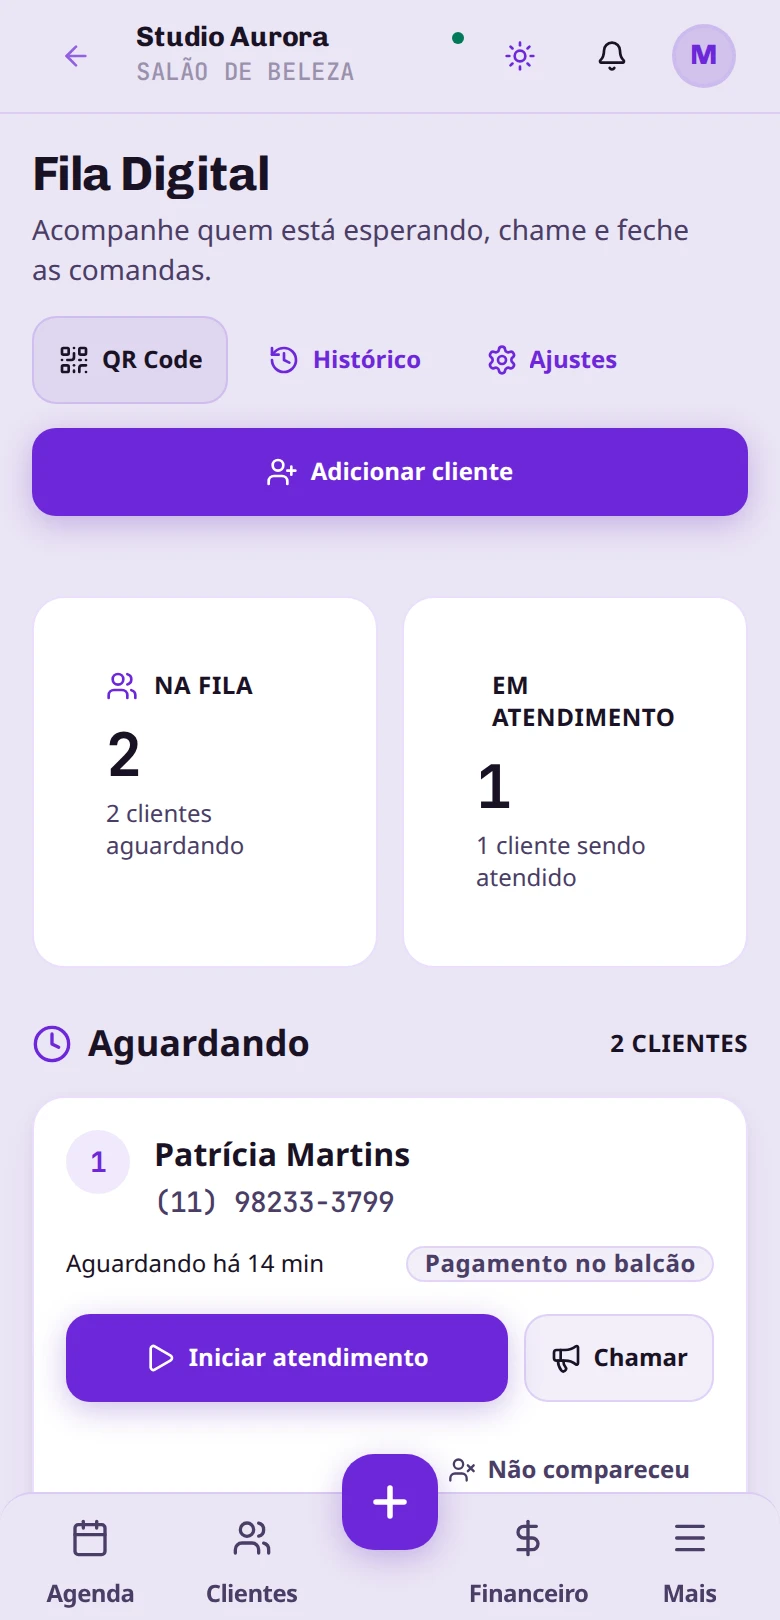 Studio Aurora
SALÃO DE BELEZA
M
Fila Digital
Acompanhe quem está esperando, chame e feche
as comandas.
QR Code
Histórico
Ajustes
Adicionar cliente
NA FILA
2
2 clientes
aguardando
EM
ATENDIMENTO
1
1 cliente sendo
atendido
Aguardando
2 CLIENTES
1
Patrícia Martins
(11) 98233-3799
Aguardando há 14 min
Pagamento no balcão
Iniciar atendimento
Chamar
Não compareceu
Agenda
Clientes
Financeiro
Mais